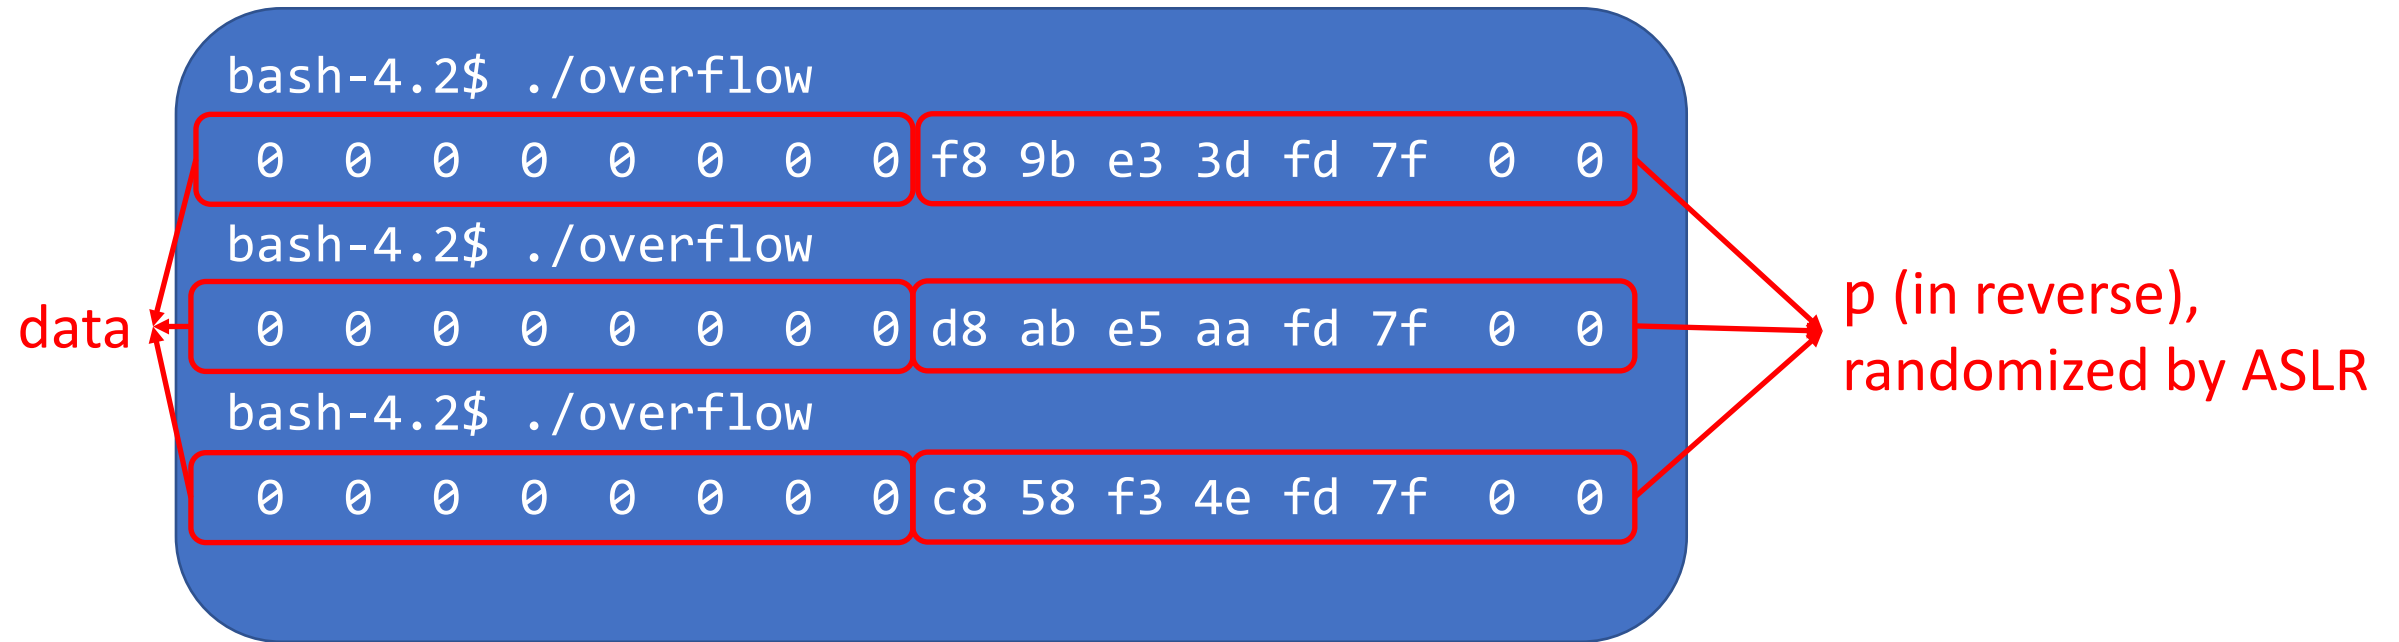 bash-4.2$ ./overflow
0 0 0 0 0 0 0 0 f8 9b e3 3d fd 7f 0 0
bash-4.2$ ./overflow
0 0 0 0 0 0 0 0 d8 ab e5 aa fd 7f 0 0
bash-4.2$ ./overflow
0 0 0 0 0 0 0 0 c8 58 f3 4e fd 7f 0 0
data
p (in reverse),
randomized by ASLR